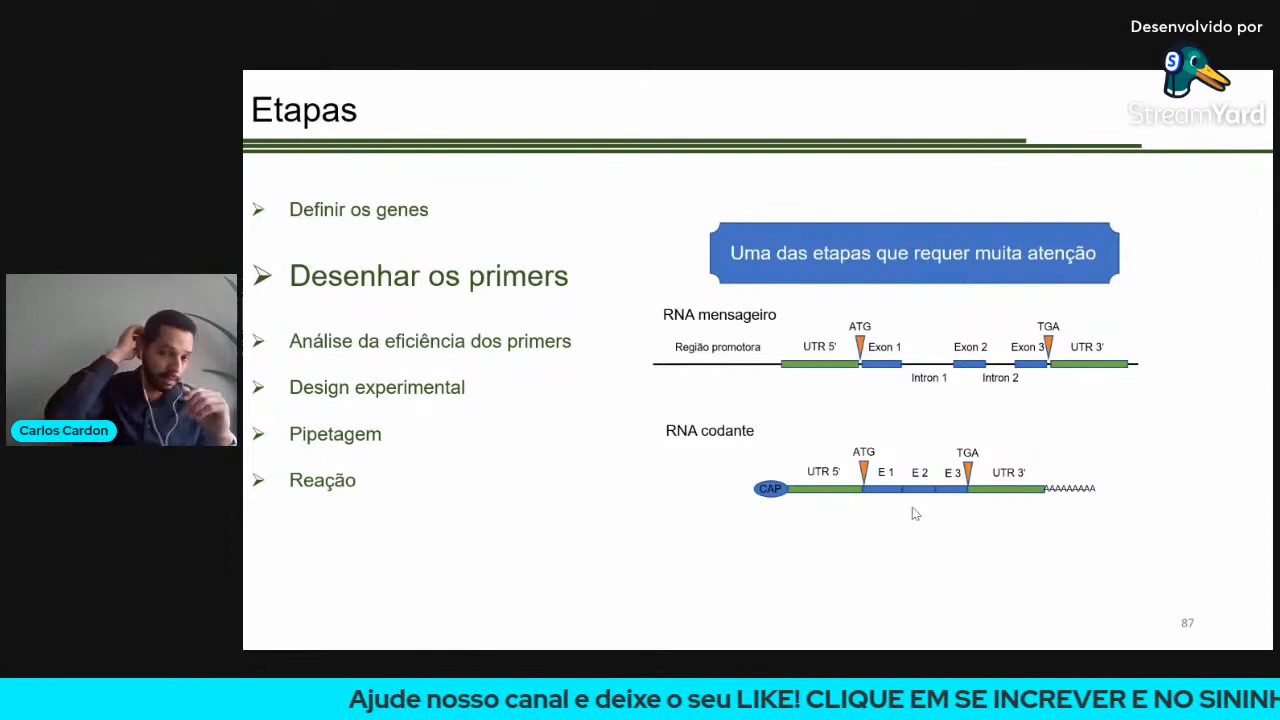 Desenvolvido por
StreamYard
Etapas
Definir os genes
Desenhar os primers
Análise da eficiência dos primers
Design experimental
Pipetagem
Reação
Uma das etapas que requer muita atenção
RNA mensageiro
ATG TGA
Região promotora UTR 5' Exon 1 Exon 2 Exon 3 UTR 3'
Intron 1 Intron 2
RNA codante
ATG TGA
UTR 5' E 1 E 2 E 3 UTR 3'
CAP AAAAAAAAA
Carlos Cardon
87
Ajude nosso canal e deixe o seu LIKE! CLIQUE EM SE INCREVER E NO SININH